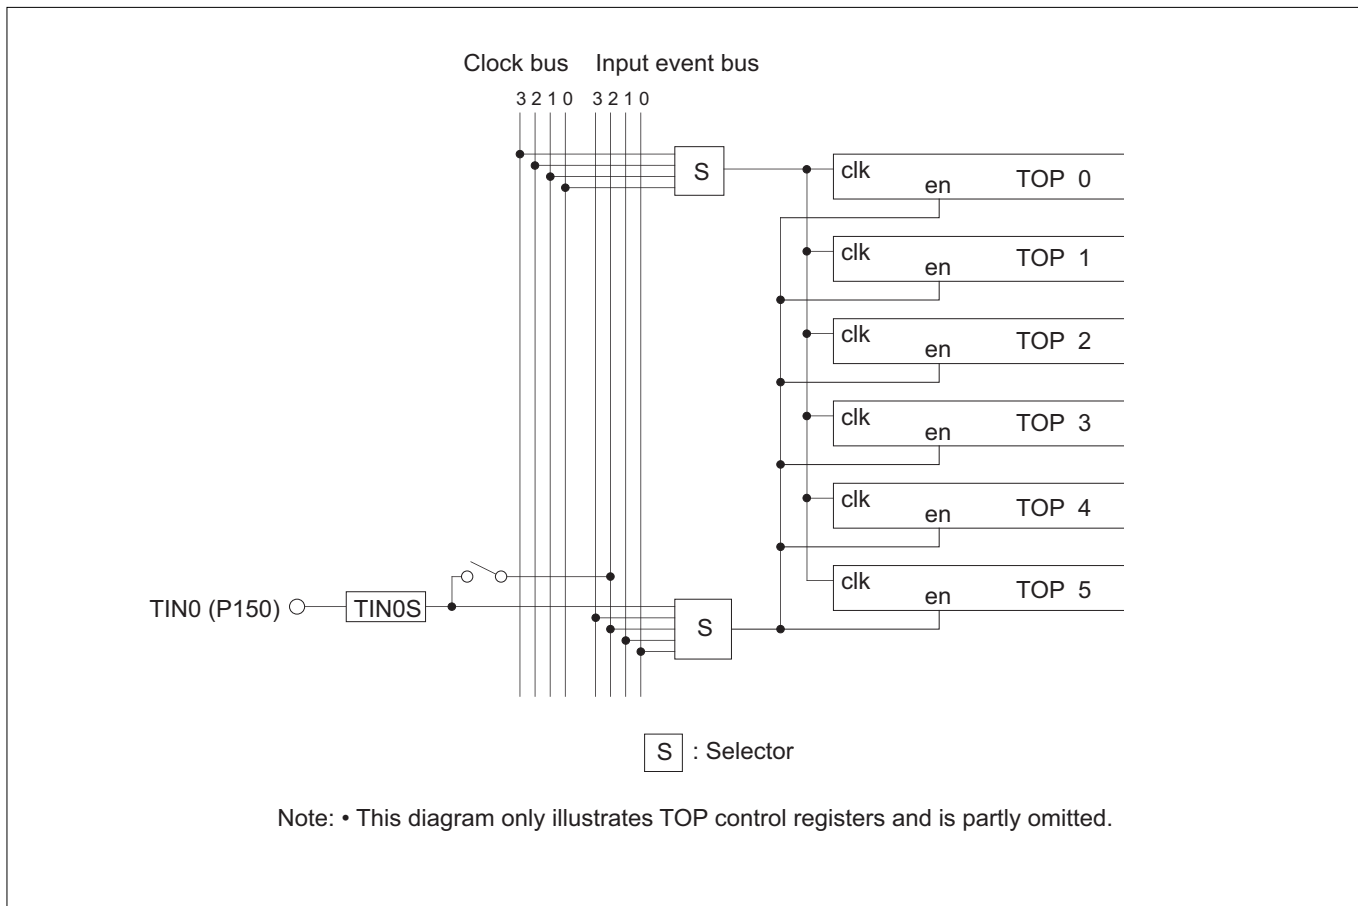 Clock bus Input event bus
3 2 1 0 3 2 1 0
S
clk en TOP 0
clk en TOP 1
clk en TOP 2
clk en TOP 3
clk en TOP 4
clk en TOP 5
TIN0 (P150) TIN0S
S
S : Selector
Note: • This diagram only illustrates TOP control registers and is partly omitted.